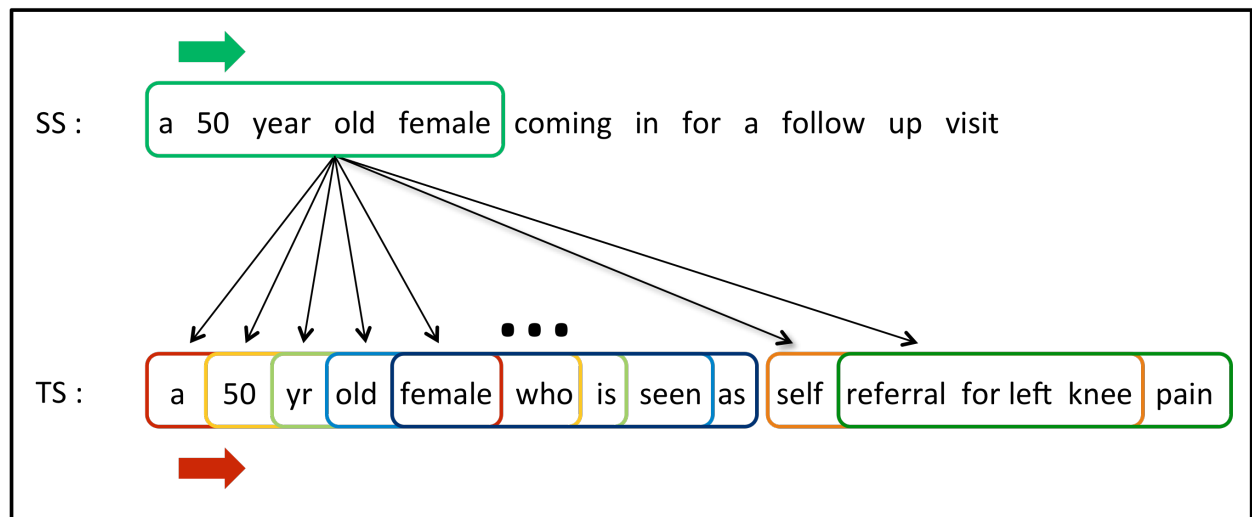 SS : a 50 year old female coming in for a follow up visit
TS : a 50 yr old female who is seen as self referral for left knee pain